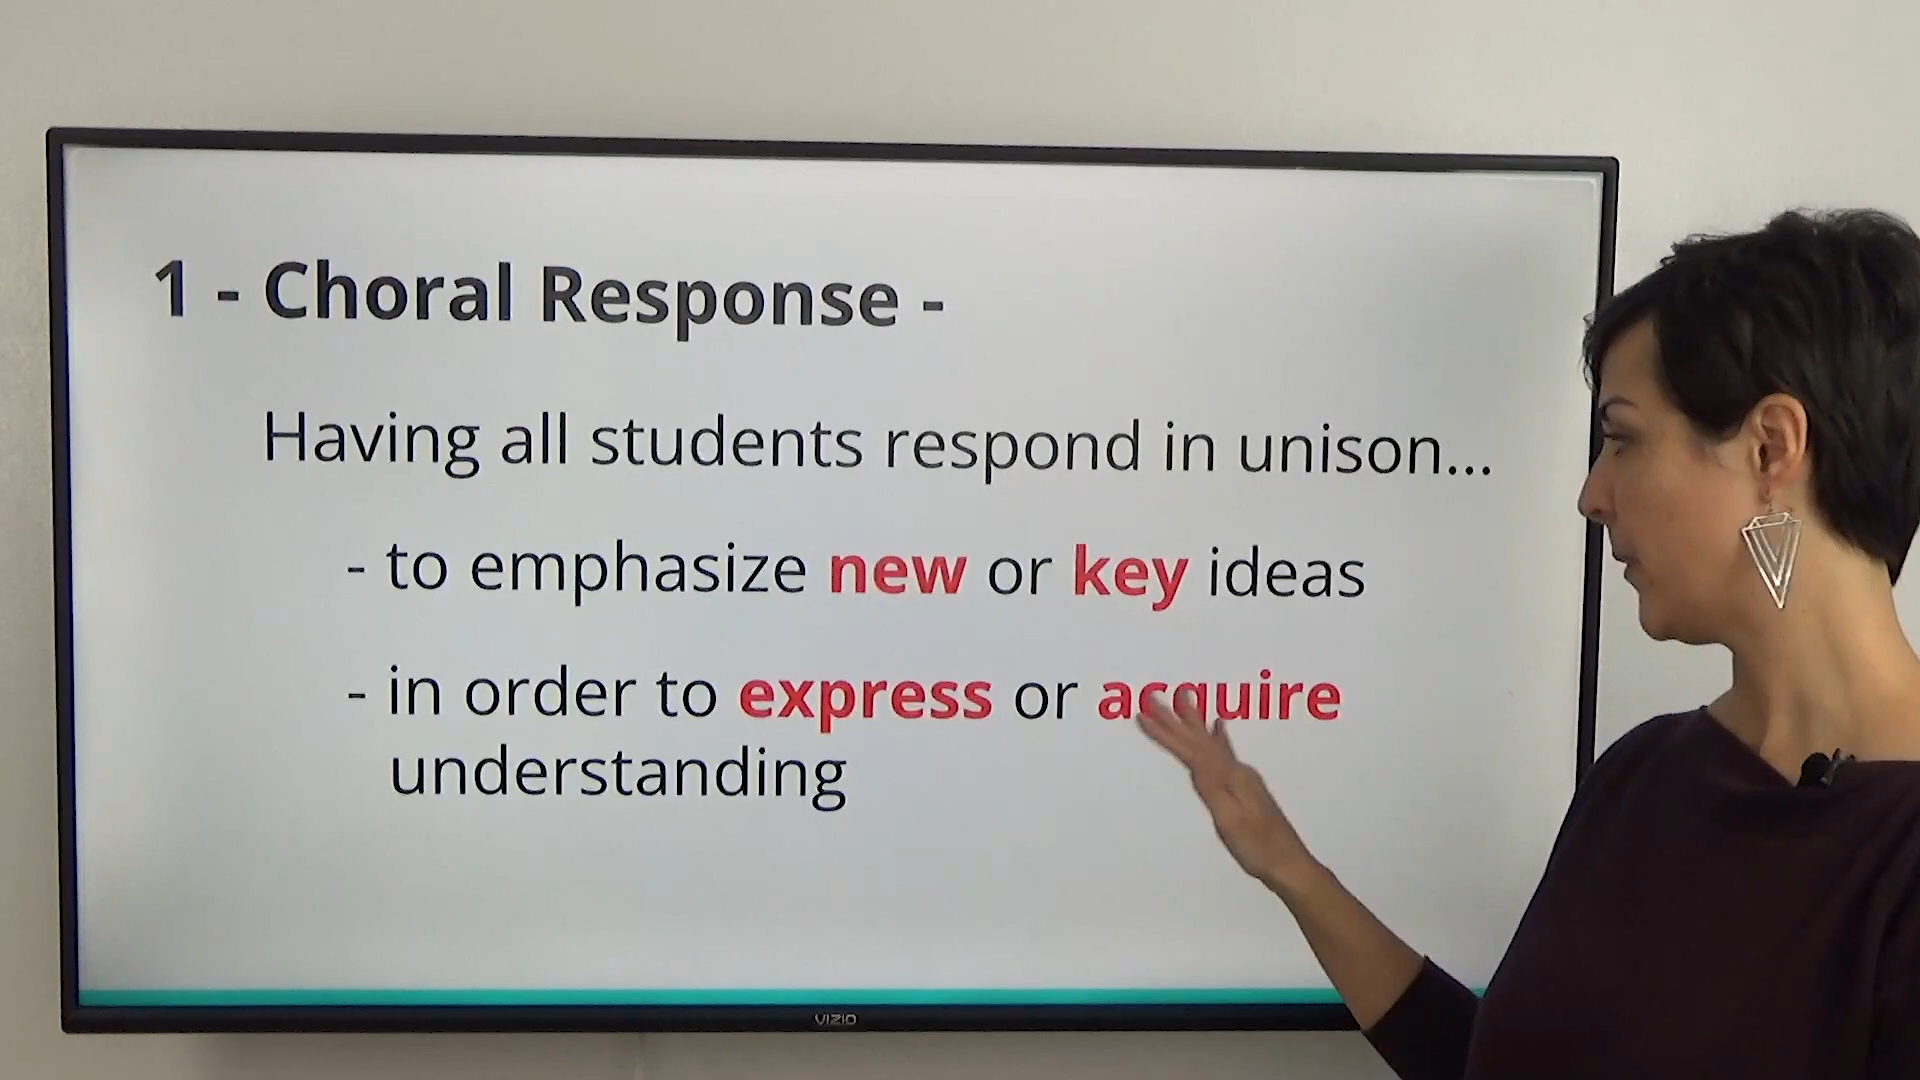 1 - Choral Response -
Having all students respond in unison...
- to emphasize new or key ideas
- in order to express or acquire
understanding
VIZIO